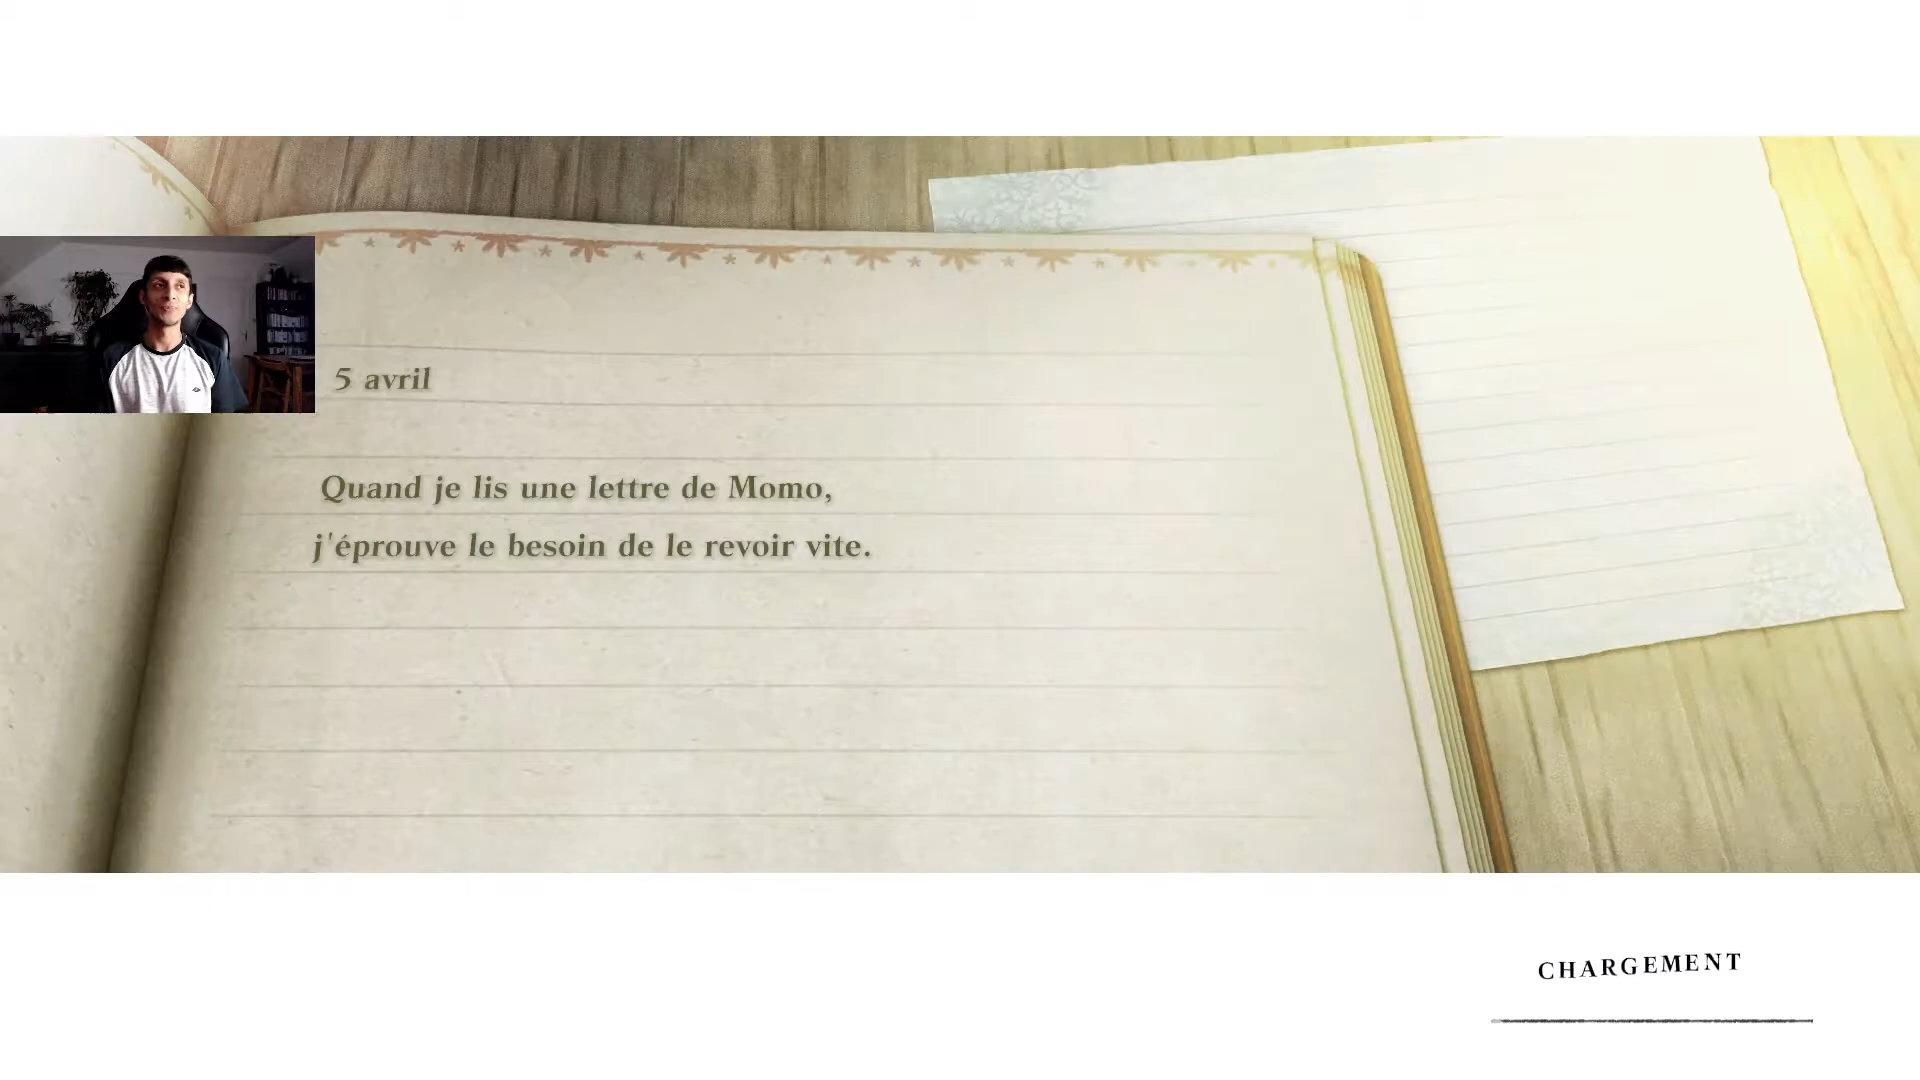 5 avril
Quand je lis une lettre de Momo,
j'éprouve le besoin de le revoir vite.
CHARGEMENT